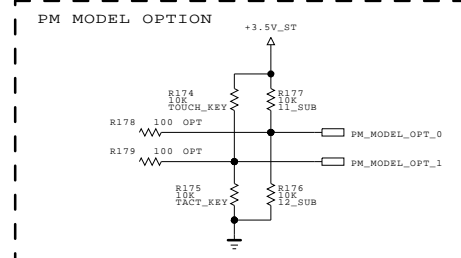 PM MODEL OPTION
+3.5V_ST
R174
10K
TOUCH_KEY
R177
10K
11_SUB
R178 100 OPT
PM_MODEL_OPT_0
R179 100 OPT
PM_MODEL_OPT_1
R175
10K
TACT_KEY
R176
10K
12_SUB